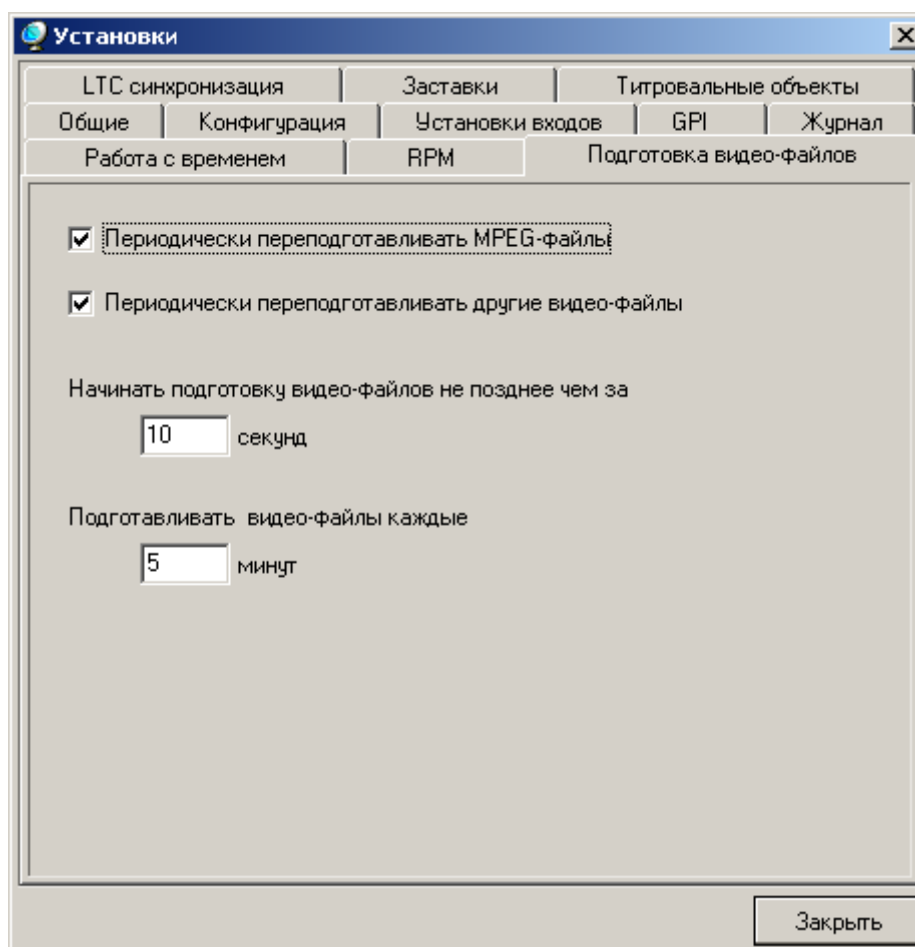 Установки
LTC синхронизация Заставки Титровальные объекты
Общие Конфигурация Установки входов GPI Журнал
Работа с временем RPM Подготовка видео-файлов
Периодически переподготавливать MPEG-файлы
Периодически переподготавливать другие видео-файлы
Начинать подготовку видео-файлов не позднее чем за
10 секунд
Подготавливать видео-файлы каждые
5 минут
Закрыть